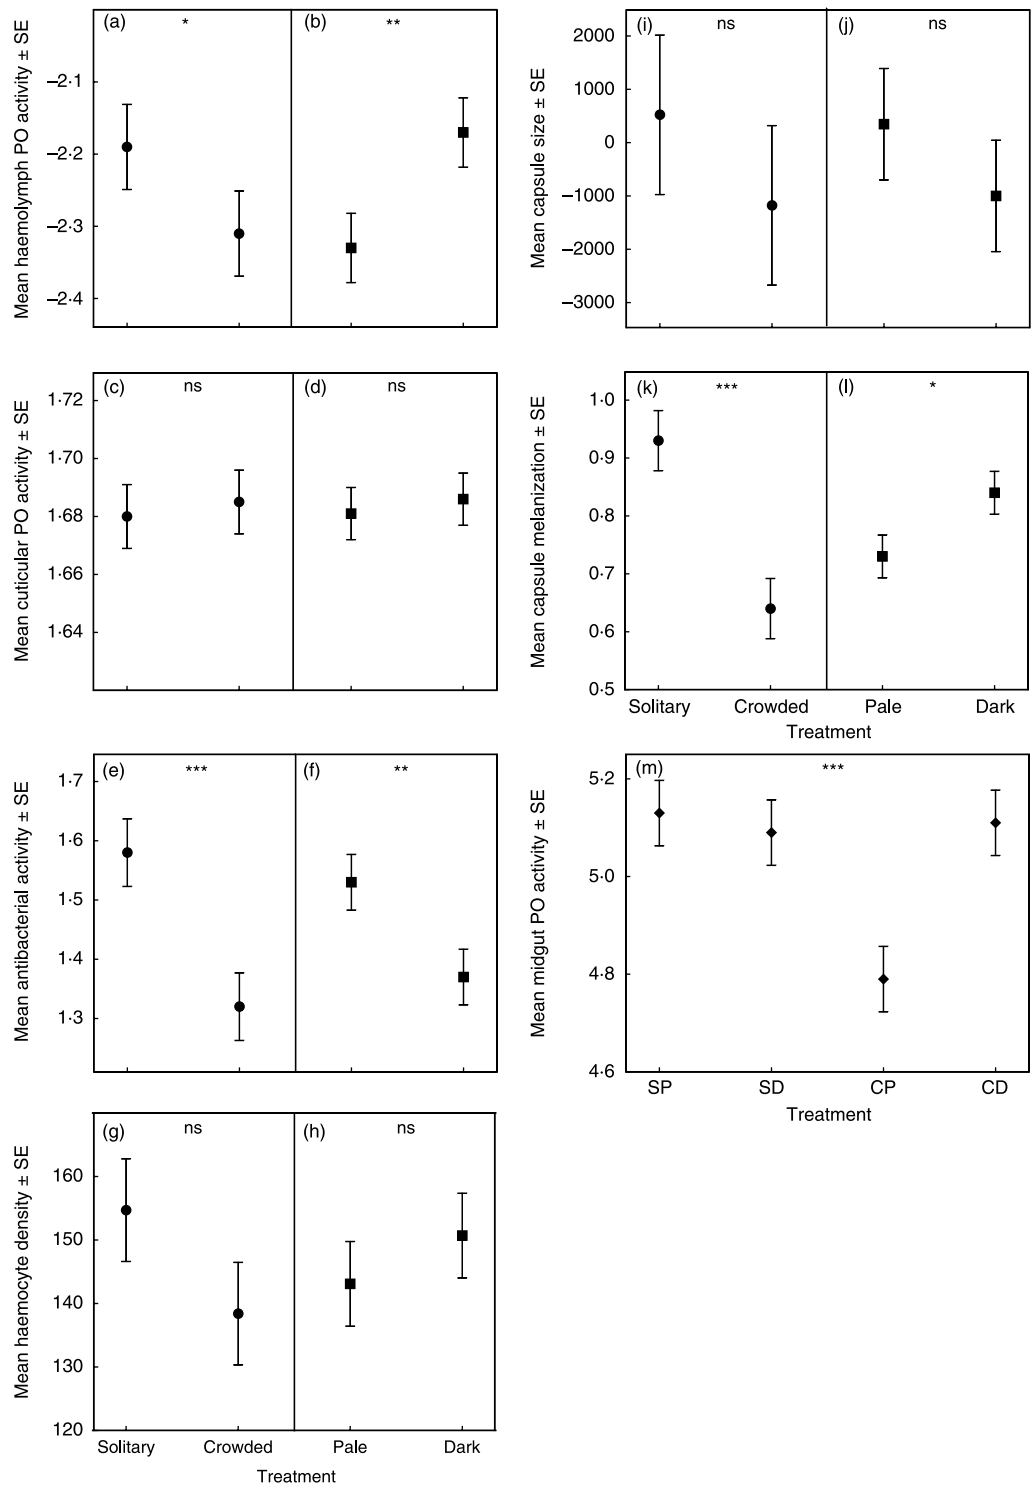 Mean haemolymph PO activity ± SE
(a)
*
(b)
**
–2·1
–2·2
–2·3
–2·4
Mean cuticular PO activity ± SE
(c)
ns
(d)
ns
1·72
1·70
1·68
1·66
1·64
Mean antibacterial activity ± SE
(e)
***
(f)
**
1·7
1·6
1·5
1·4
1·3
Mean haemocyte density ± SE
(g)
ns
(h)
ns
160
150
140
130
120
Solitary Crowded Pale Dark
Treatment
Mean capsule size ± SE
(i)
ns
(j)
ns
2000
1000
0
–1000
–2000
–3000
Mean capsule melanization ± SE
(k)
***
(l)
*
1·0
0·9
0·8
0·7
0·6
0·5
Solitary Crowded Pale Dark
Treatment
Mean midgut PO activity ± SE
(m)
***
5·2
5·0
4·8
4·6
SP SD CP CD
Treatment